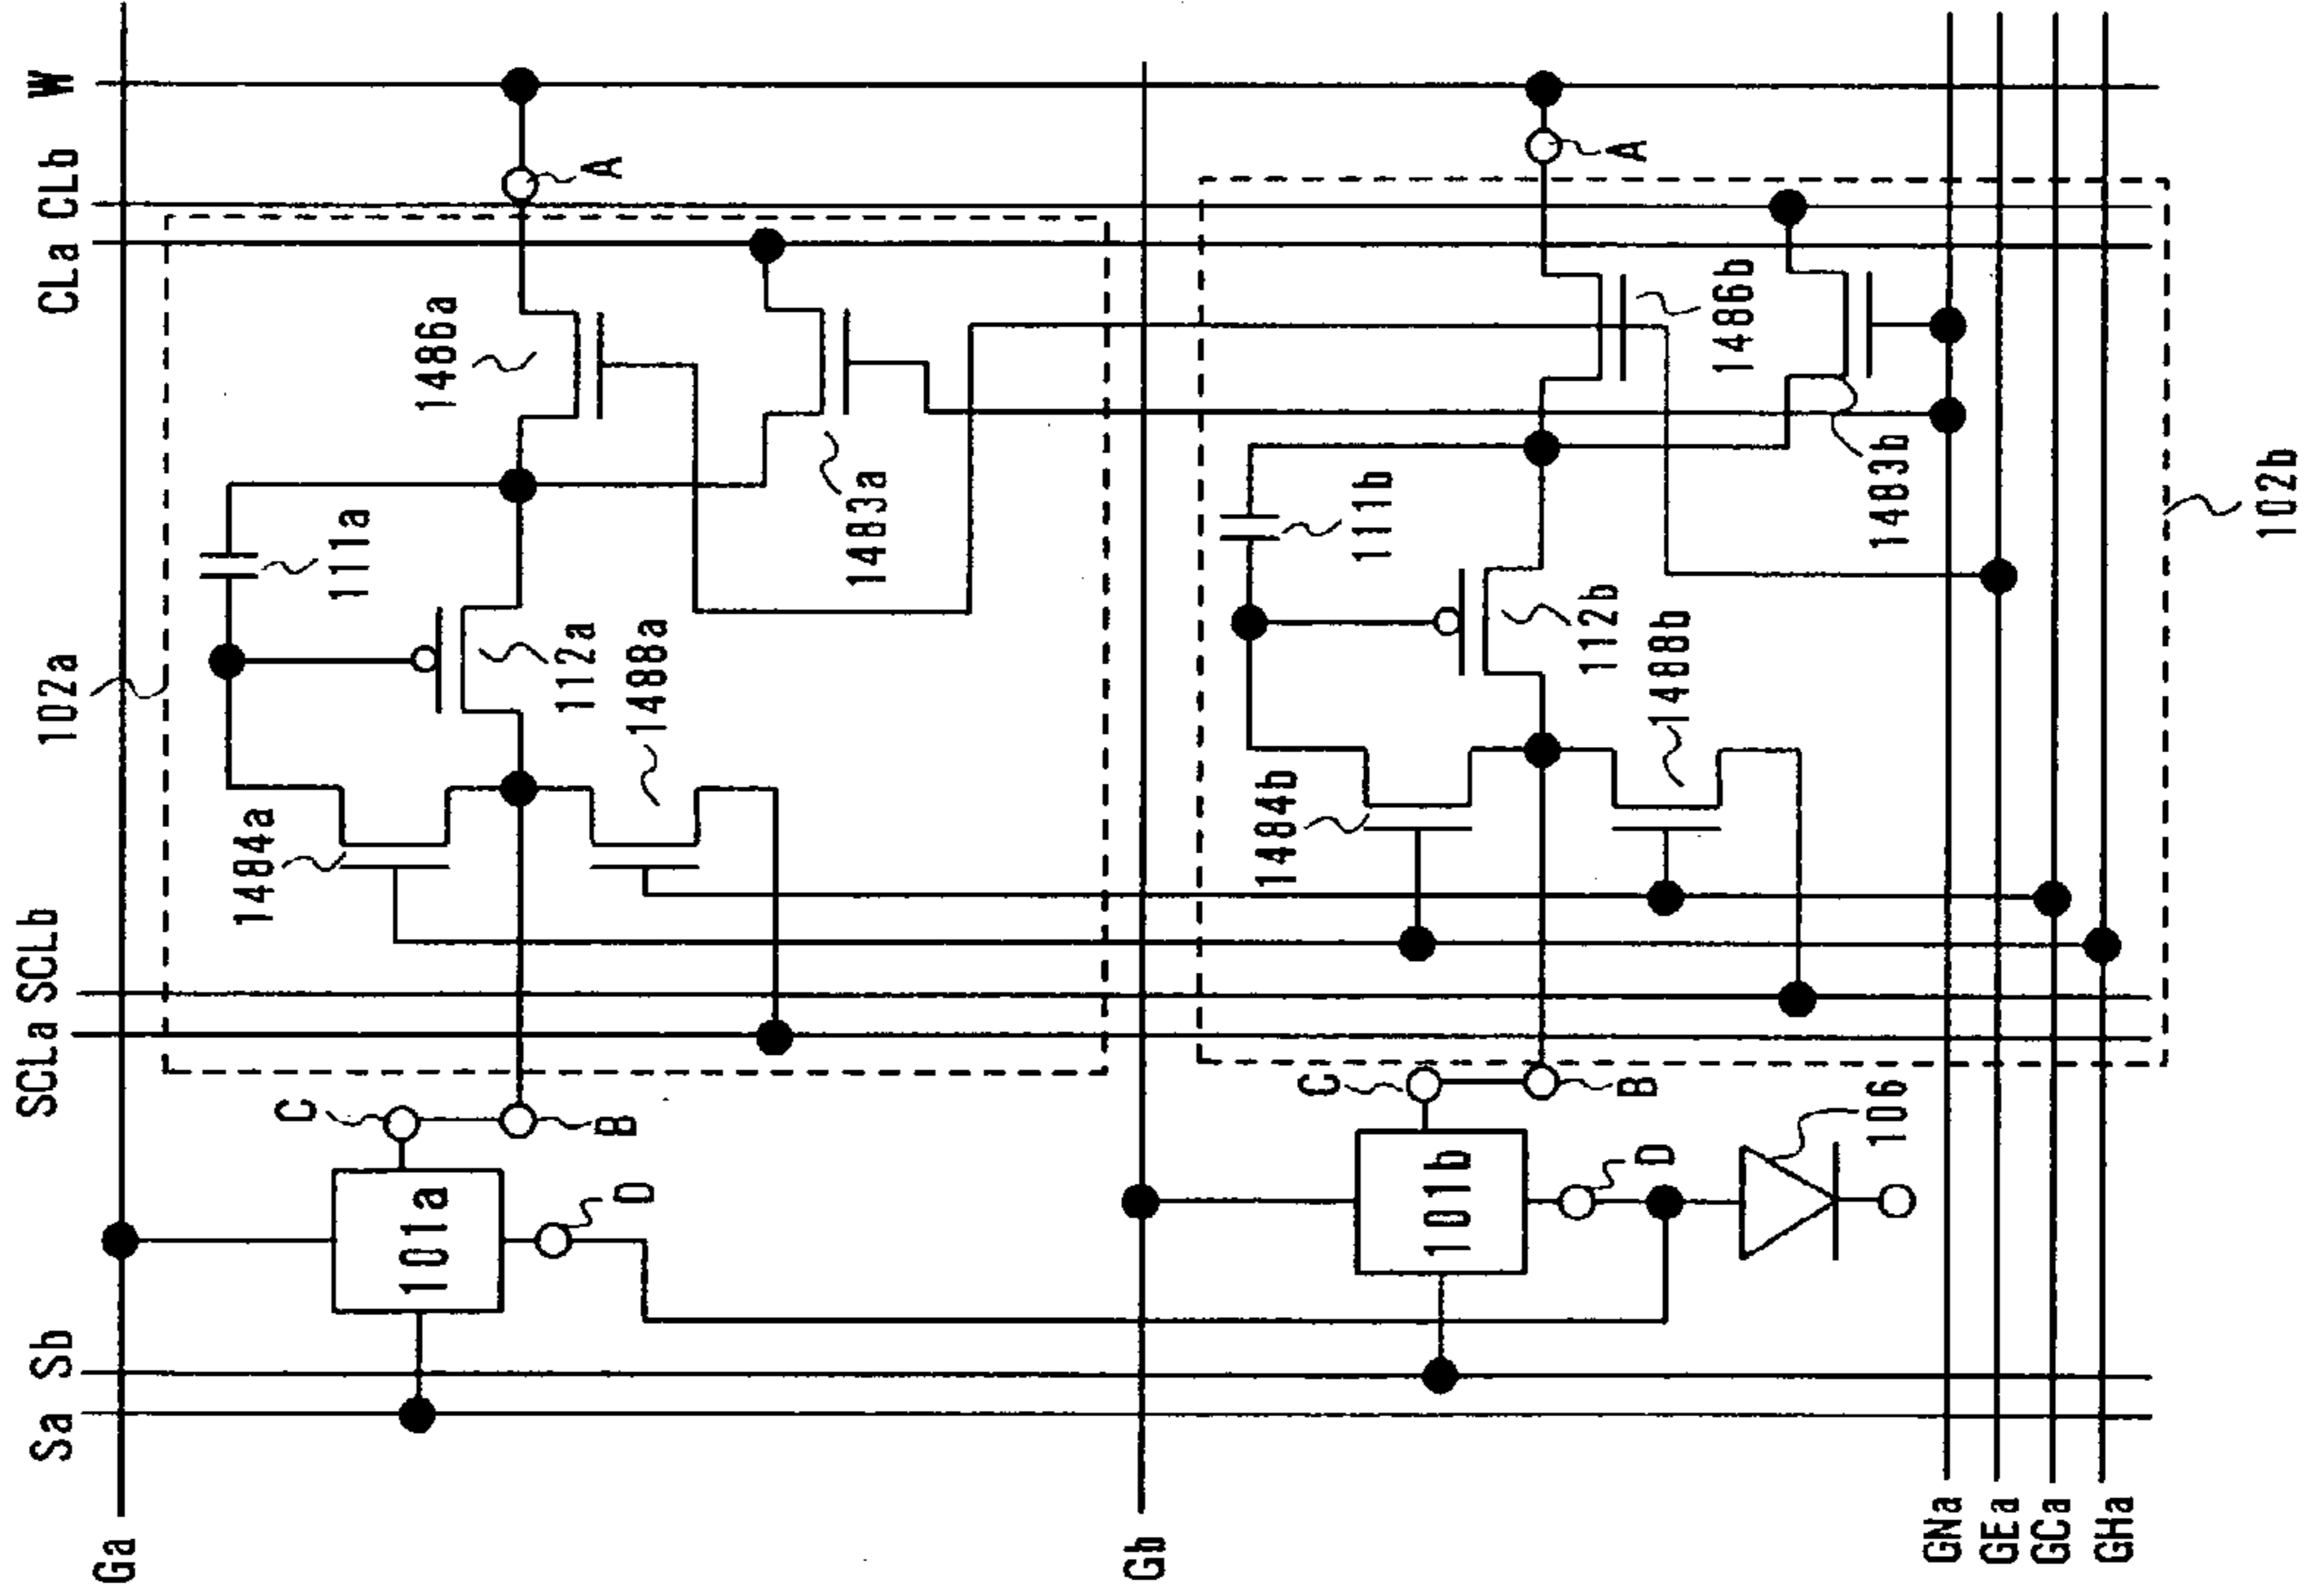 W
CLb
CLa
SCLb
SCLa
Sb
Sa
Ga
102a
A
1486a
111a
1483a
112a
1488a
1484a
C
B
101a
D
Gb
A
1486b
111b
1483b
102b
112b
1488b
1484b
C
B
106
101b
D
GNa
GEa
GCa
GHa